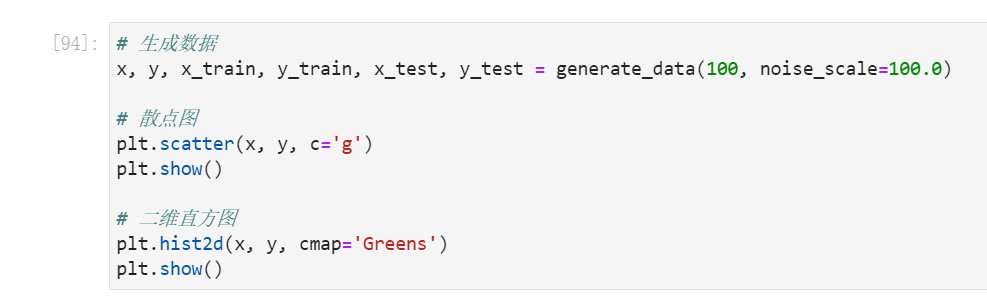 [94]:
# 生成数据
x, y, x_train, y_train, x_test, y_test = generate_data(100, noise_scale=100.0)
# 散点图
plt.scatter(x, y, c='g')
plt.show()
# 二维直方图
plt.hist2d(x, y, cmap='Greens')
plt.show()